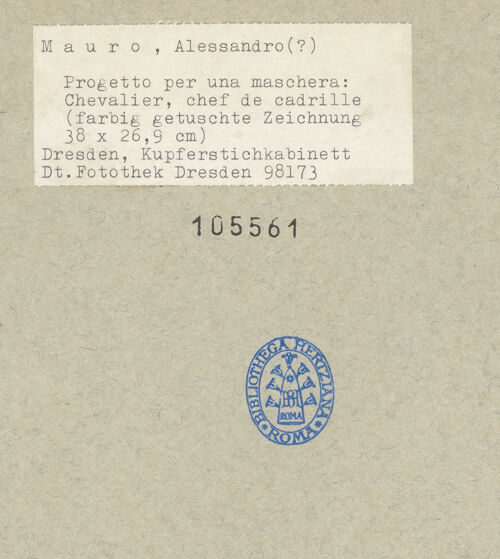 M a u r o , Alessandro(?)
Progetto per una maschera:
Chevalier, chef de cadrille
(farbig getuschte Zeichnung
38 x 26,9 cm)
Dresden, Kupferstichkabinett
Dt.Fotothek Dresden 98173
105561
BIBLIOTHECA HERTZIANA
BH
ROMA
* ROMA *